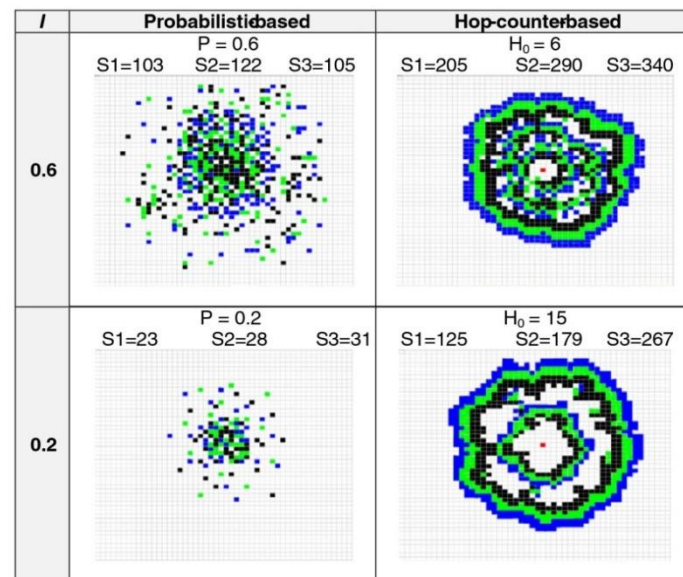 I Probabilisticbased Hop-counter-based
P = 0.6 H₀ = 6
S1=103 S2=122 S3=105 S1=205 S2=290 S3=340
0.6
P = 0.2 H₀ = 15
S1=23 S2=28 S3=31 S1=125 S2=179 S3=267
0.2